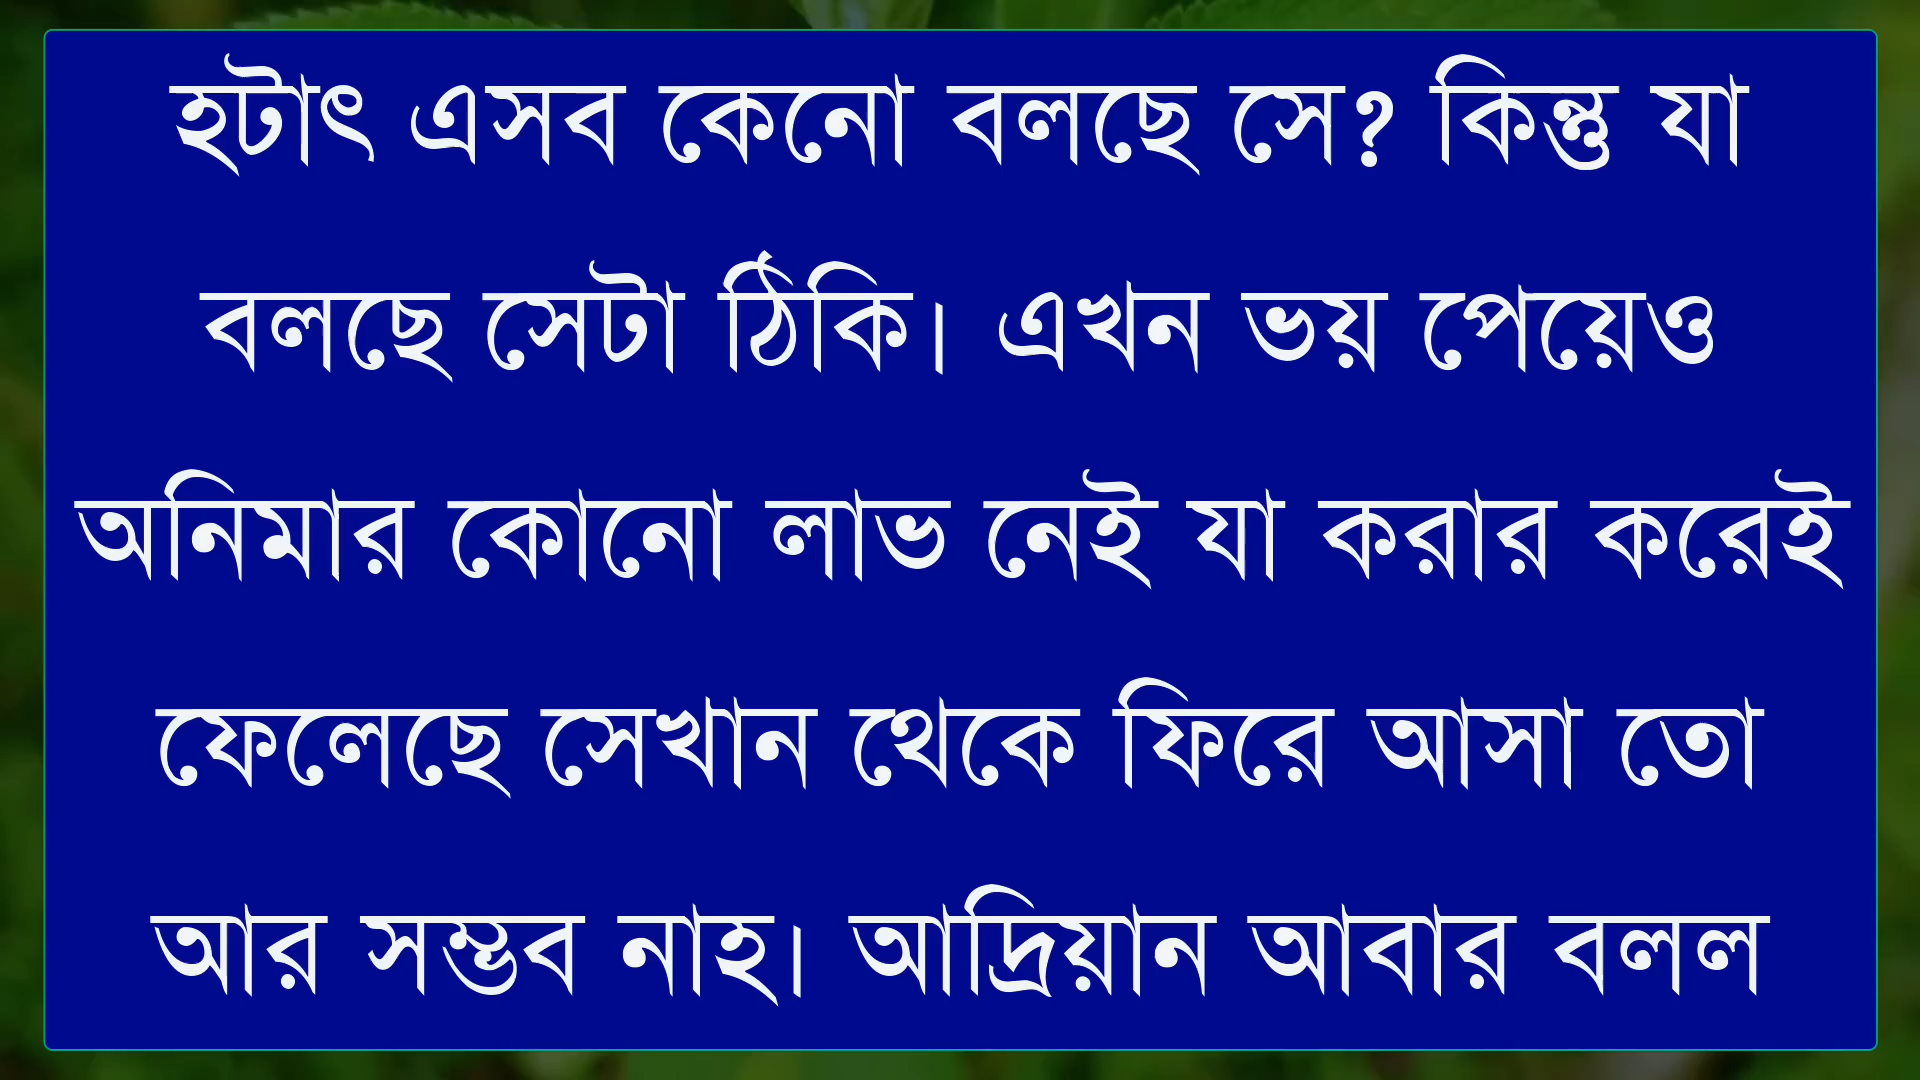 হটাৎ এসব কেনো বলছে সে? কিন্তু যা
বলছে সেটা ঠিকি। এখন ভয় পেয়েও
অনিমার কোনো লাভ নেই যা করার করেই
ফেলেছে সেখান থেকে ফিরে আসা তো
আর সম্ভব নাহ। আদ্রিয়ান আবার বলল